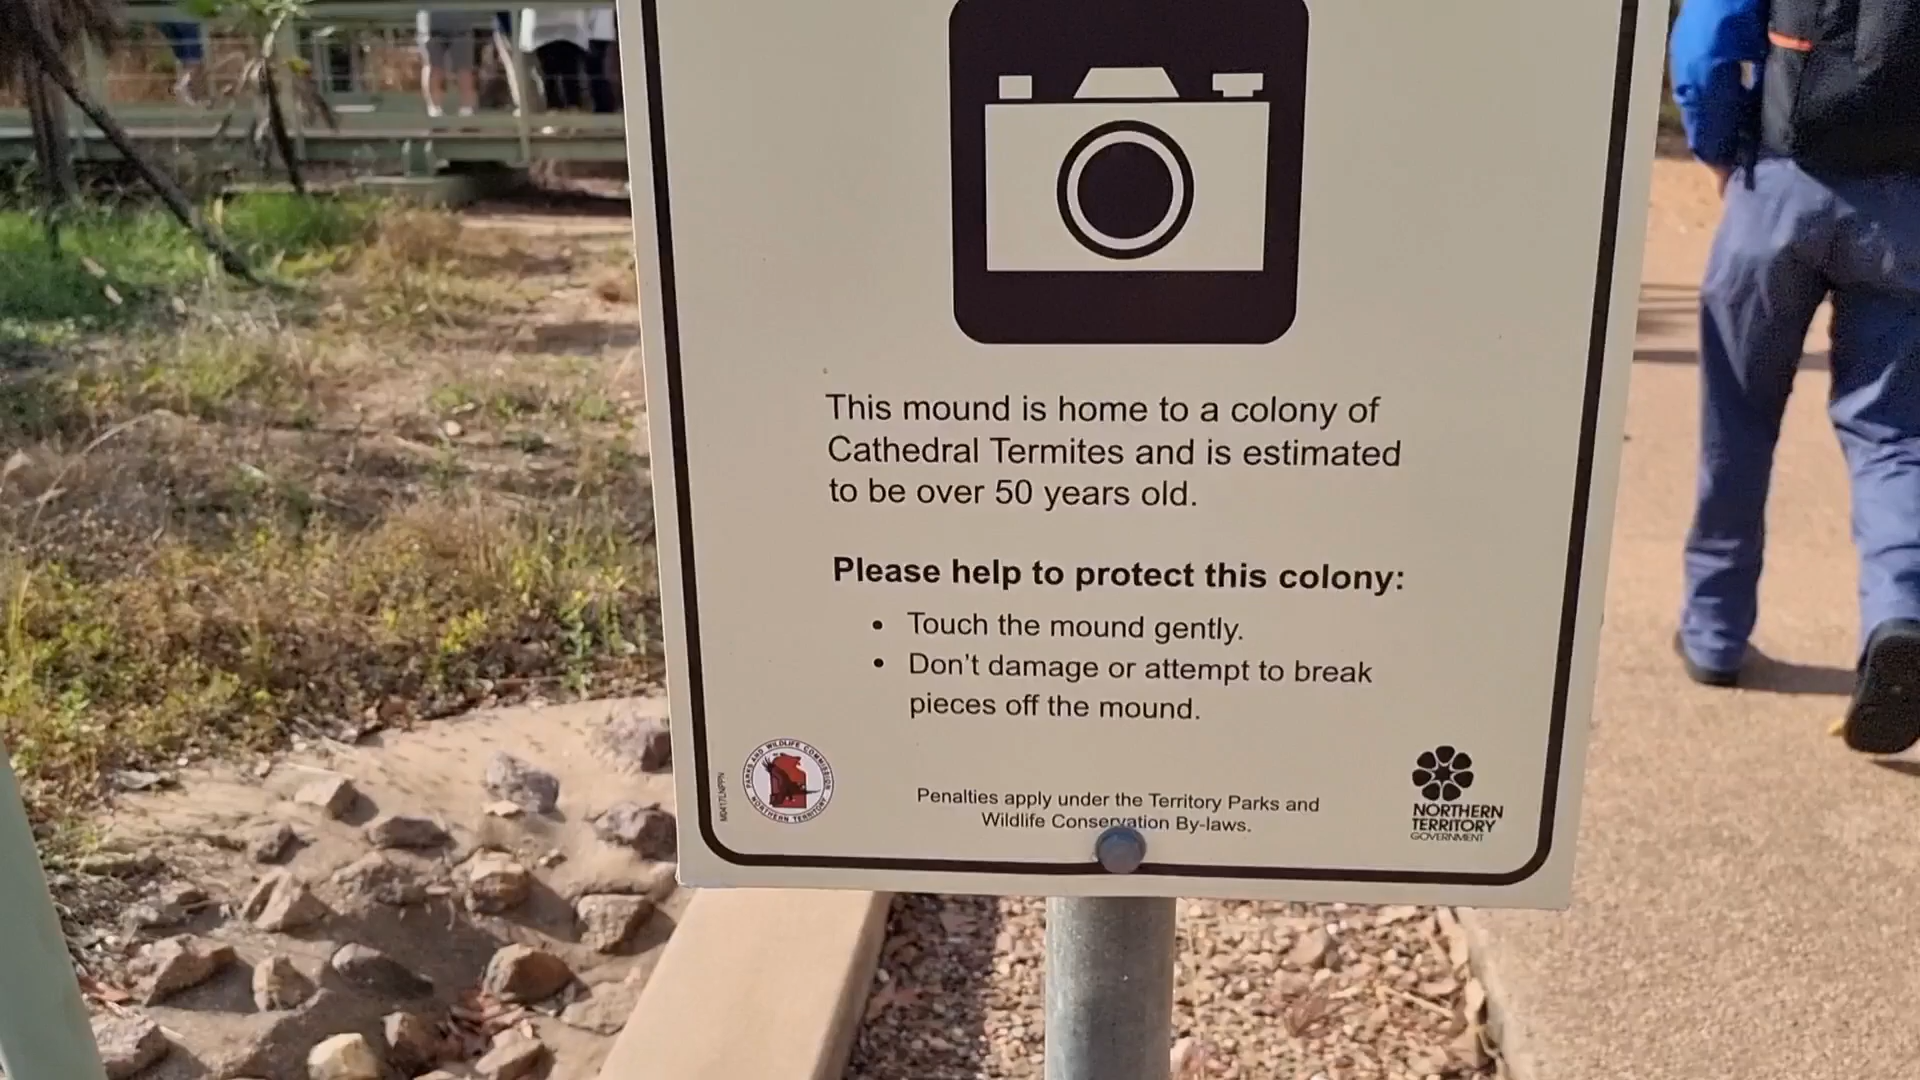 This mound is home to a colony of
Cathedral Termites and is estimated
to be over 50 years old.
Please help to protect this colony:
• Touch the mound gently.
• Don't damage or attempt to break
pieces off the mound.
Penalties apply under the Territory Parks and
Wildlife Conservation By-laws.
PARKS AND WILDLIFE COMMISSION
NORTHERN TERRITORY
NORTHERN
TERRITORY
GOVERNMENT